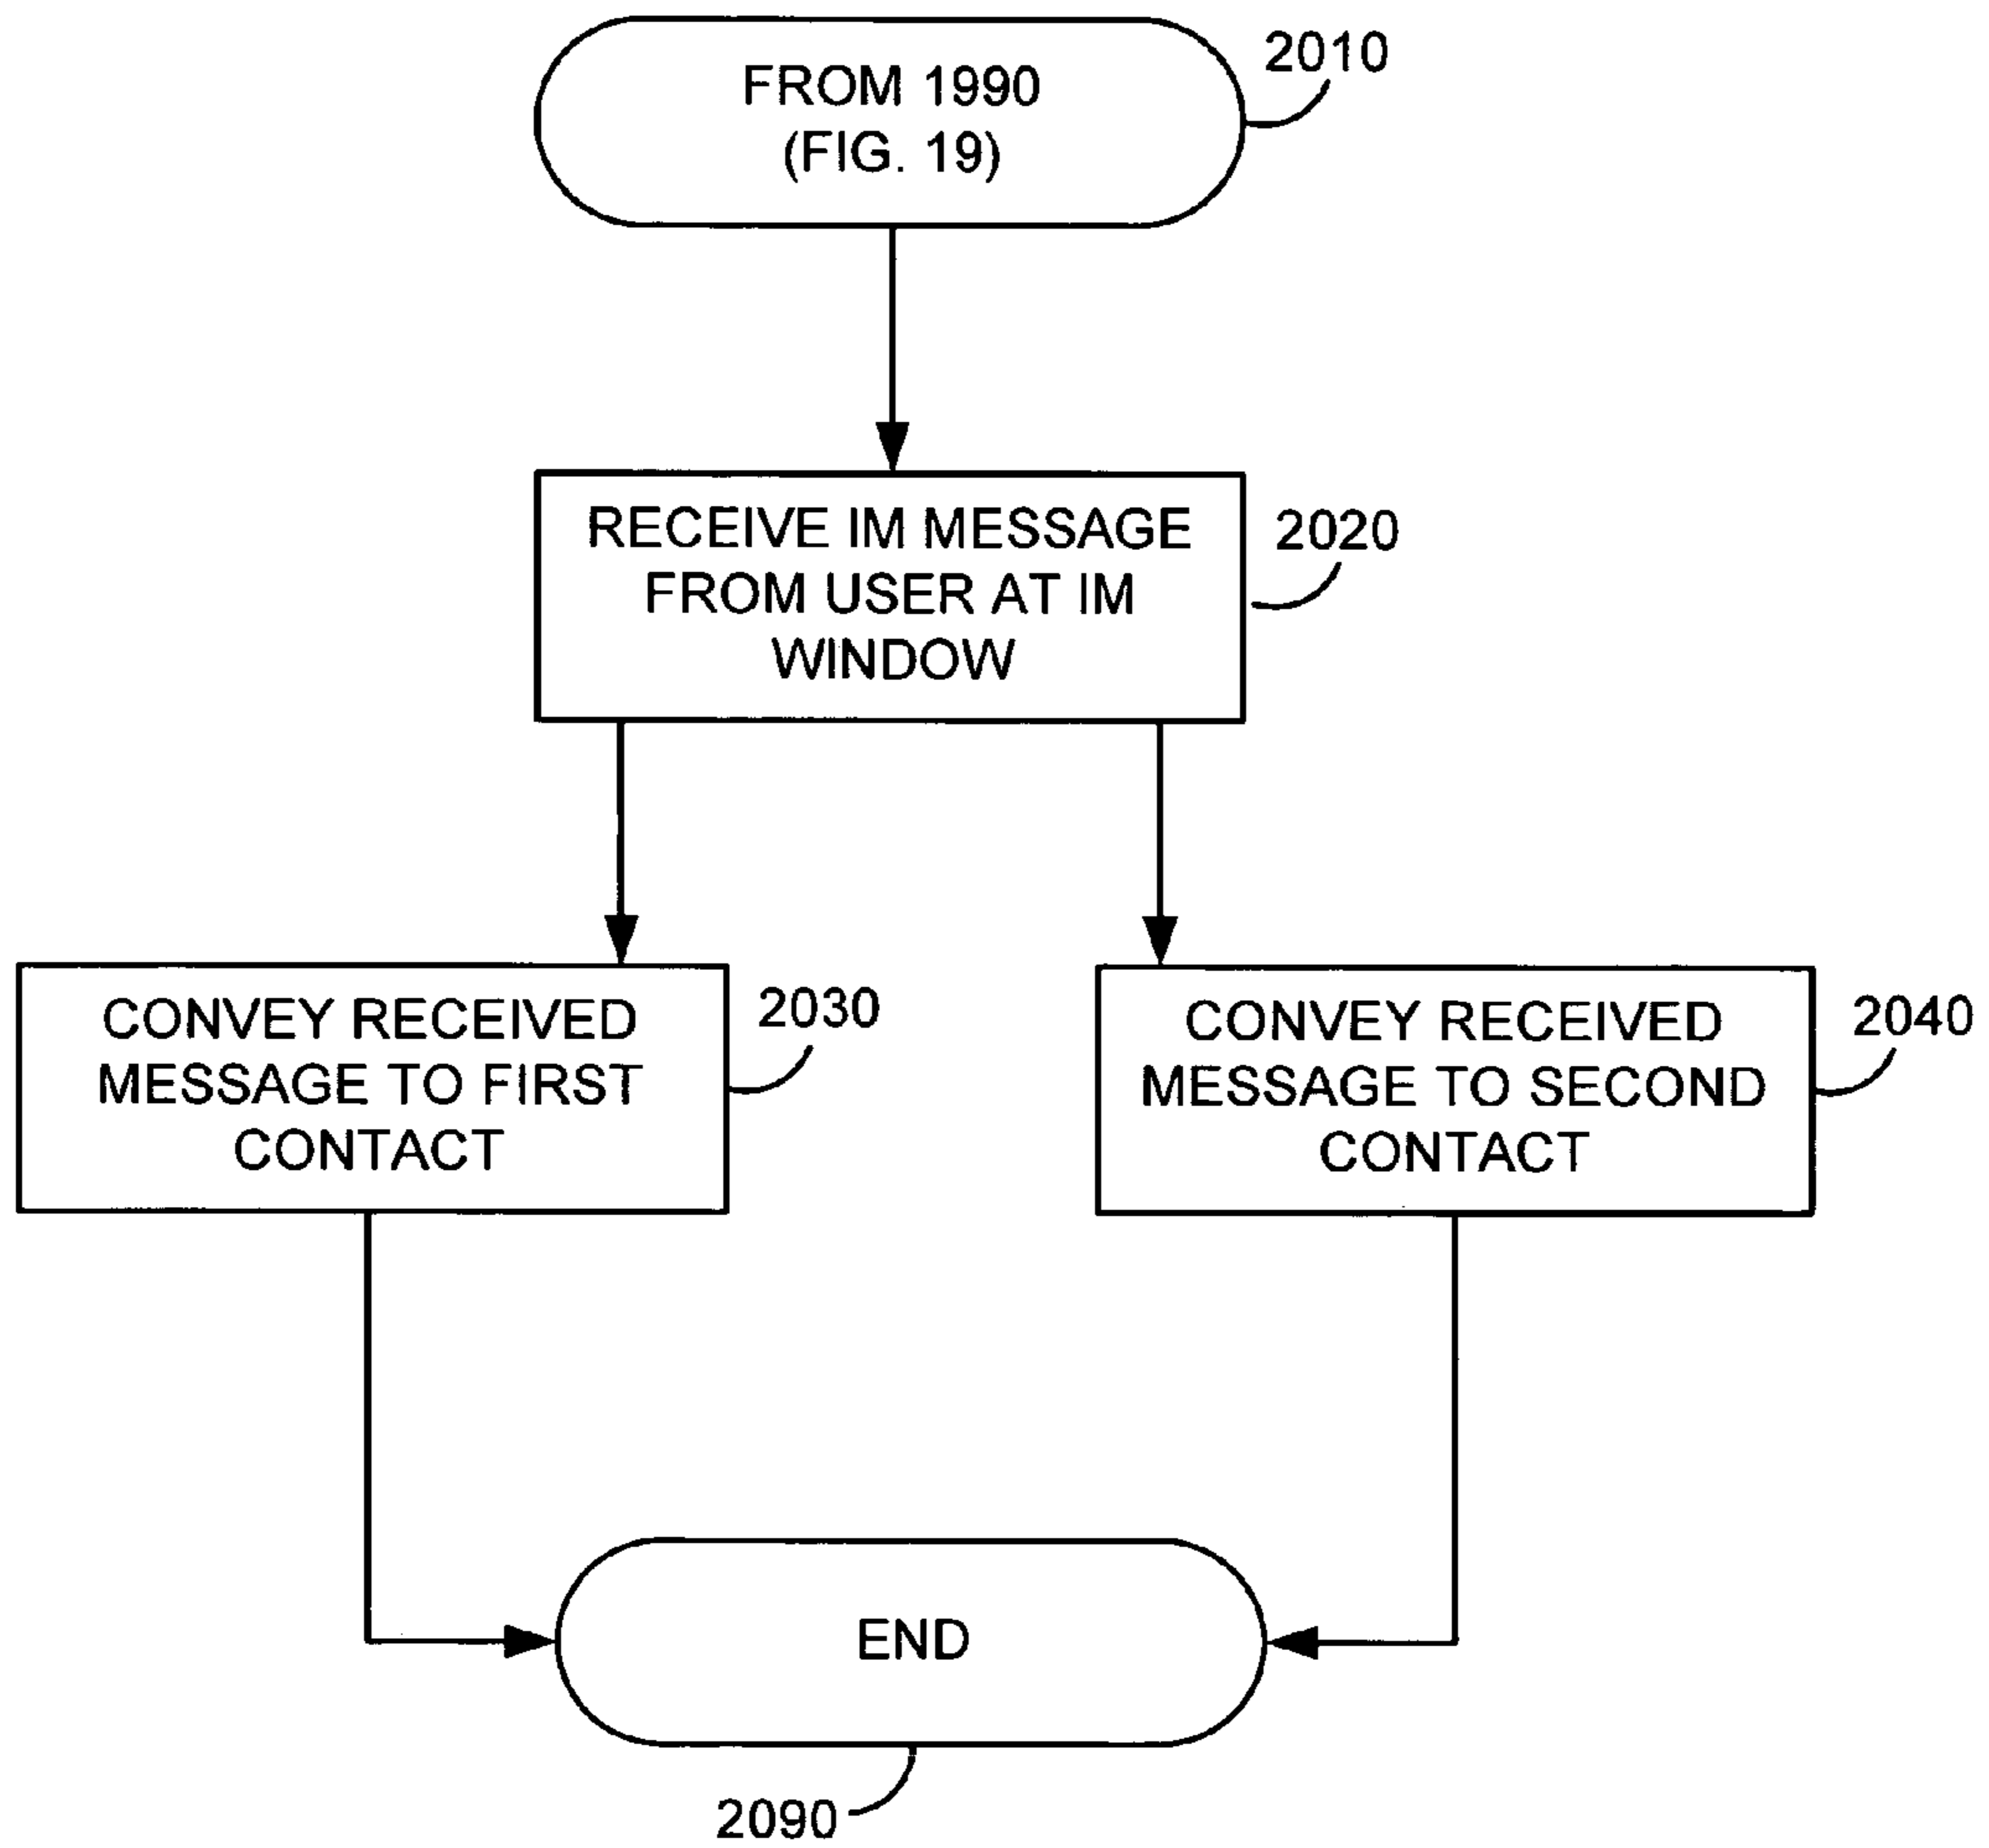 FROM 1990
(FIG. 19)
2010
RECEIVE IM MESSAGE
FROM USER AT IM
WINDOW
2020
CONVEY RECEIVED
MESSAGE TO FIRST
CONTACT
2030
CONVEY RECEIVED
MESSAGE TO SECOND
CONTACT
2040
END
2090